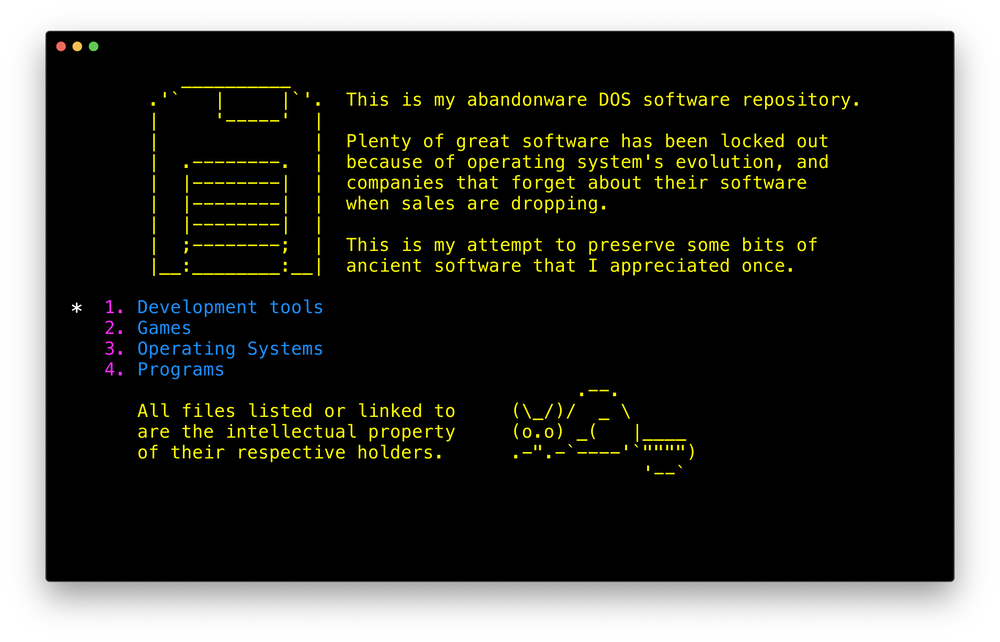 This is my abandonware DOS software repository.
Plenty of great software has been locked out
because of operating system's evolution, and
companies that forget about their software
when sales are dropping.
This is my attempt to preserve some bits of
ancient software that I appreciated once.
* 1. Development tools
2. Games
3. Operating Systems
4. Programs
All files listed or linked to
are the intellectual property
of their respective holders.